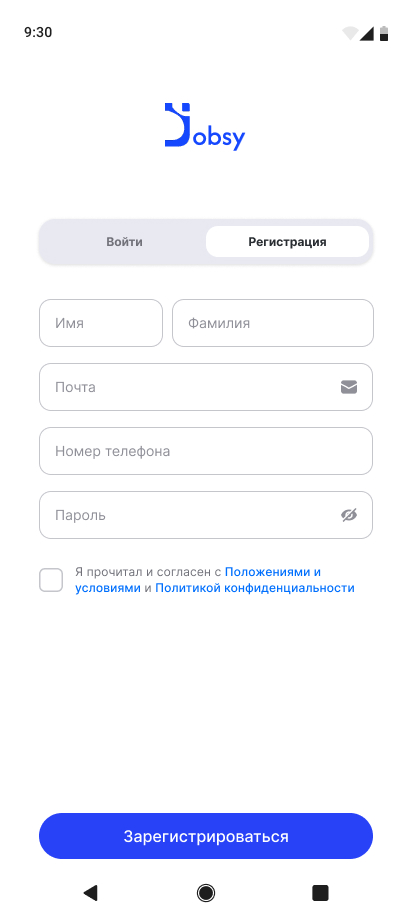 9:30
Jobsy
Войти
Регистрация
Имя
Фамилия
Почта
Номер телефона
Пароль
Я прочитал и согласен с Положениями и
условиями и Политикой конфиденциальности
Зарегистрироваться